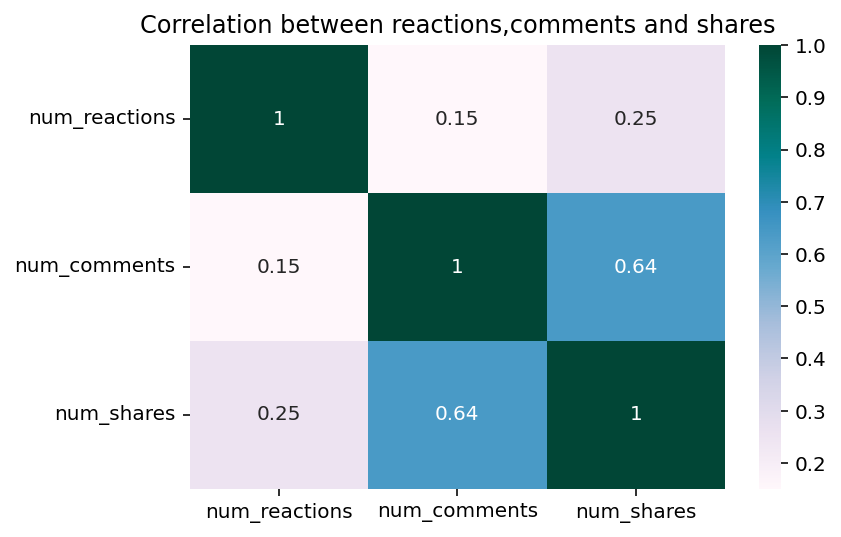 Correlation between reactions,comments and shares
num_reactions 1 0.15 0.25
num_comments 0.15 1 0.64
num_shares 0.25 0.64 1
num_reactions num_comments num_shares
1.0
0.9
0.8
0.7
0.6
0.5
0.4
0.3
0.2